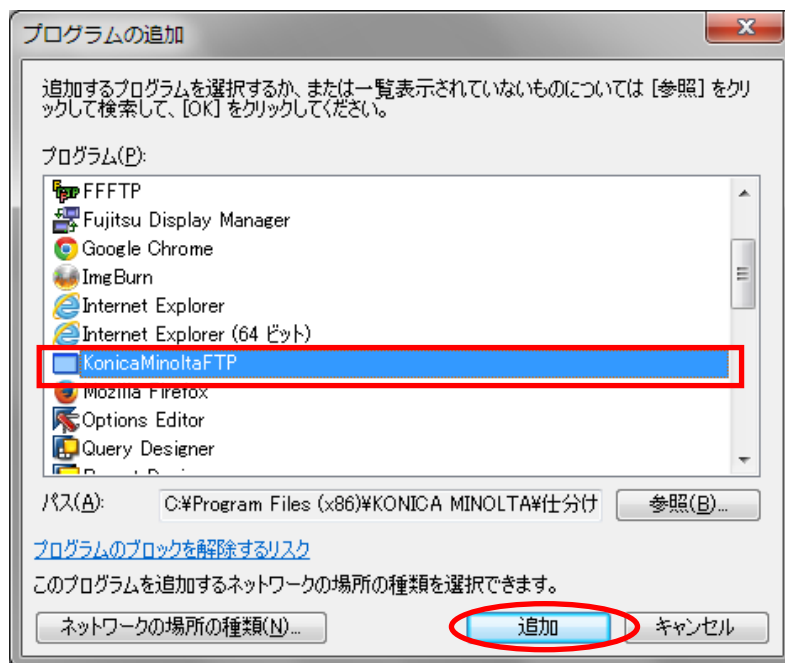 プログラムの追加
追加するプログラムを選択するか、または一覧表示されていないものについては [参照] をクリ
ックして検索して、[OK] をクリックしてください。
プログラム(P):
FFFTP
Fujitsu Display Manager
Google Chrome
ImgBurn
Internet Explorer
Internet Explorer (64 ビット)
KonicaMinoltaFTP
Mozilla Firefox
Options Editor
Query Designer
パス(A): C:¥Program Files (x86)¥KONICA MINOLTA¥仕分け 参照(B)...
プログラムのブロックを解除するリスク
このプログラムを追加するネットワークの場所の種類を選択できます。
ネットワークの場所の種類(N)... 追加 キャンセル